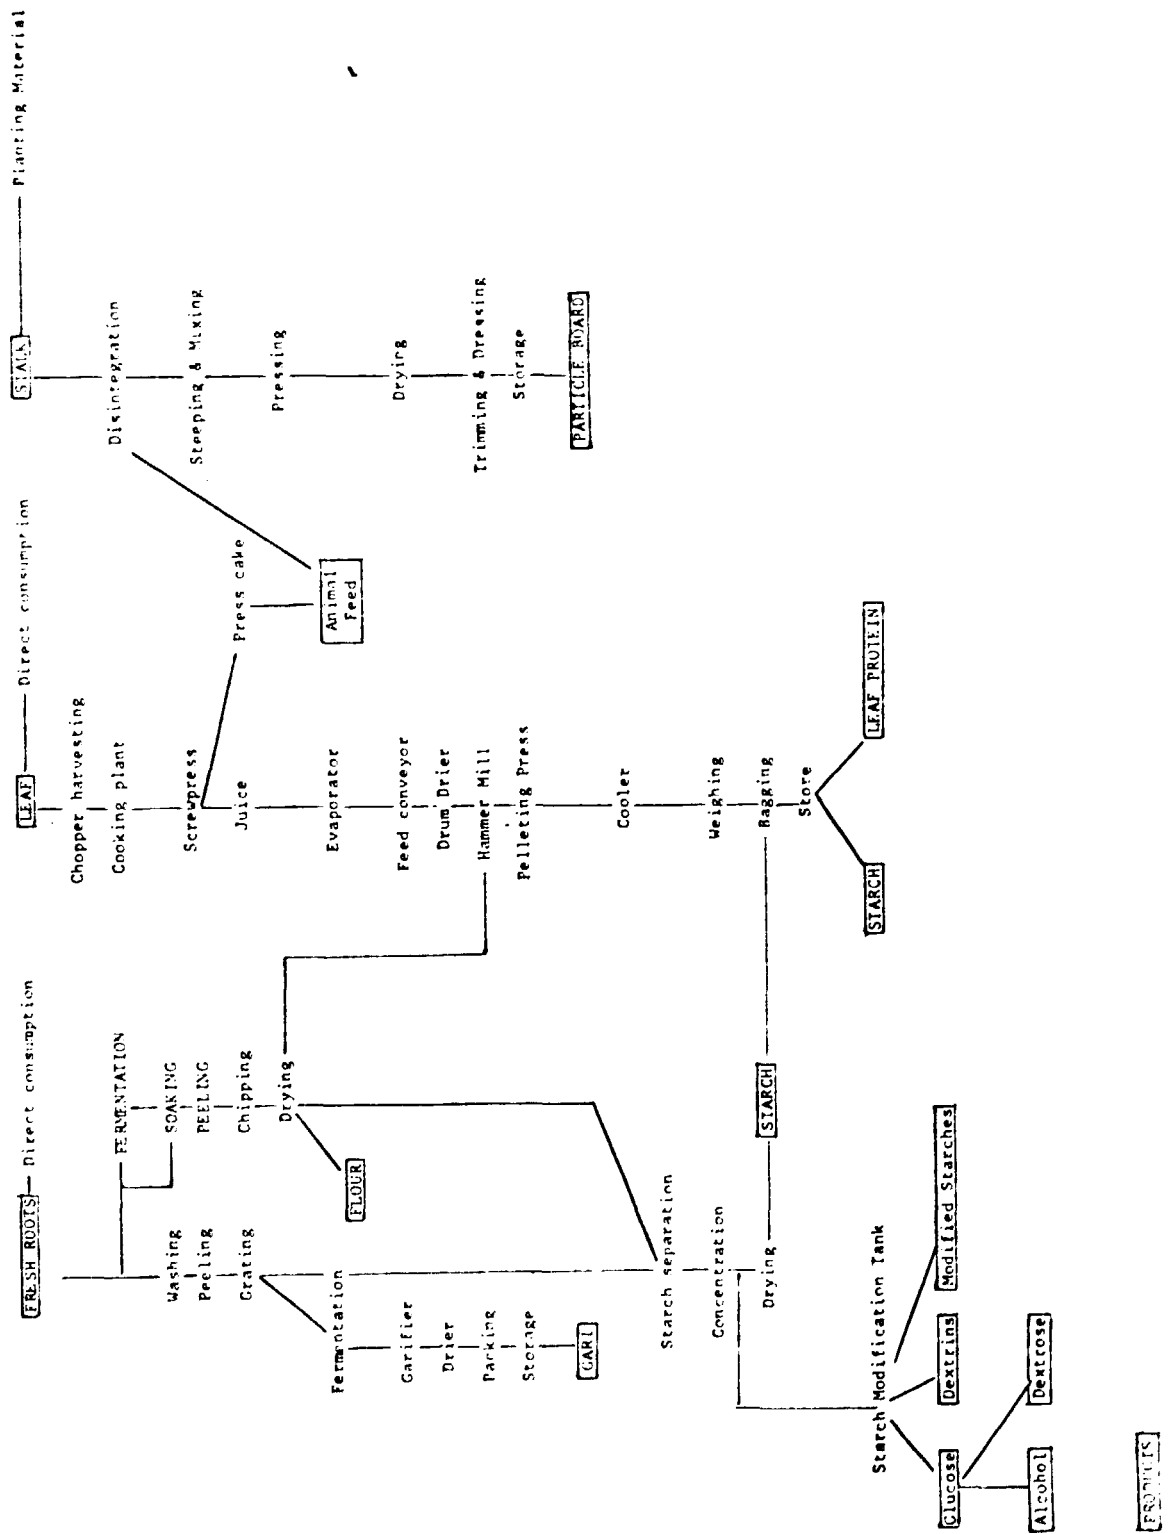 FRESH ROOTS
Direct consumption
LEAF
Direct consumption
STALK
Planting Material
FERMENTATION
SOAKING
PEELING
Chipping
Drying
FLOUR
Washing
Peeling
Grating
Fermentation
Garifier
Drier
Packing
Storage
GARI
Starch separation
Concentration
Drying
STARCH
Starch Modification Tank
Glucose
Dextrins
Modified Starches
Alcohol
Dextrose
Chopper harvesting
Cooking plant
Screwpress
Juice
Press cake
Animal
Feed
Evaporator
Feed conveyor
Drum Drier
Hammer Mill
Pelleting Press
Cooler
Weighing
Bagging
Store
STARCH
LEAF PROTEIN
Disintegration
Steeping & Mixing
Pressing
Drying
Trimming & Dressing
Storage
PARTICLE BOARD
PRODUCTS